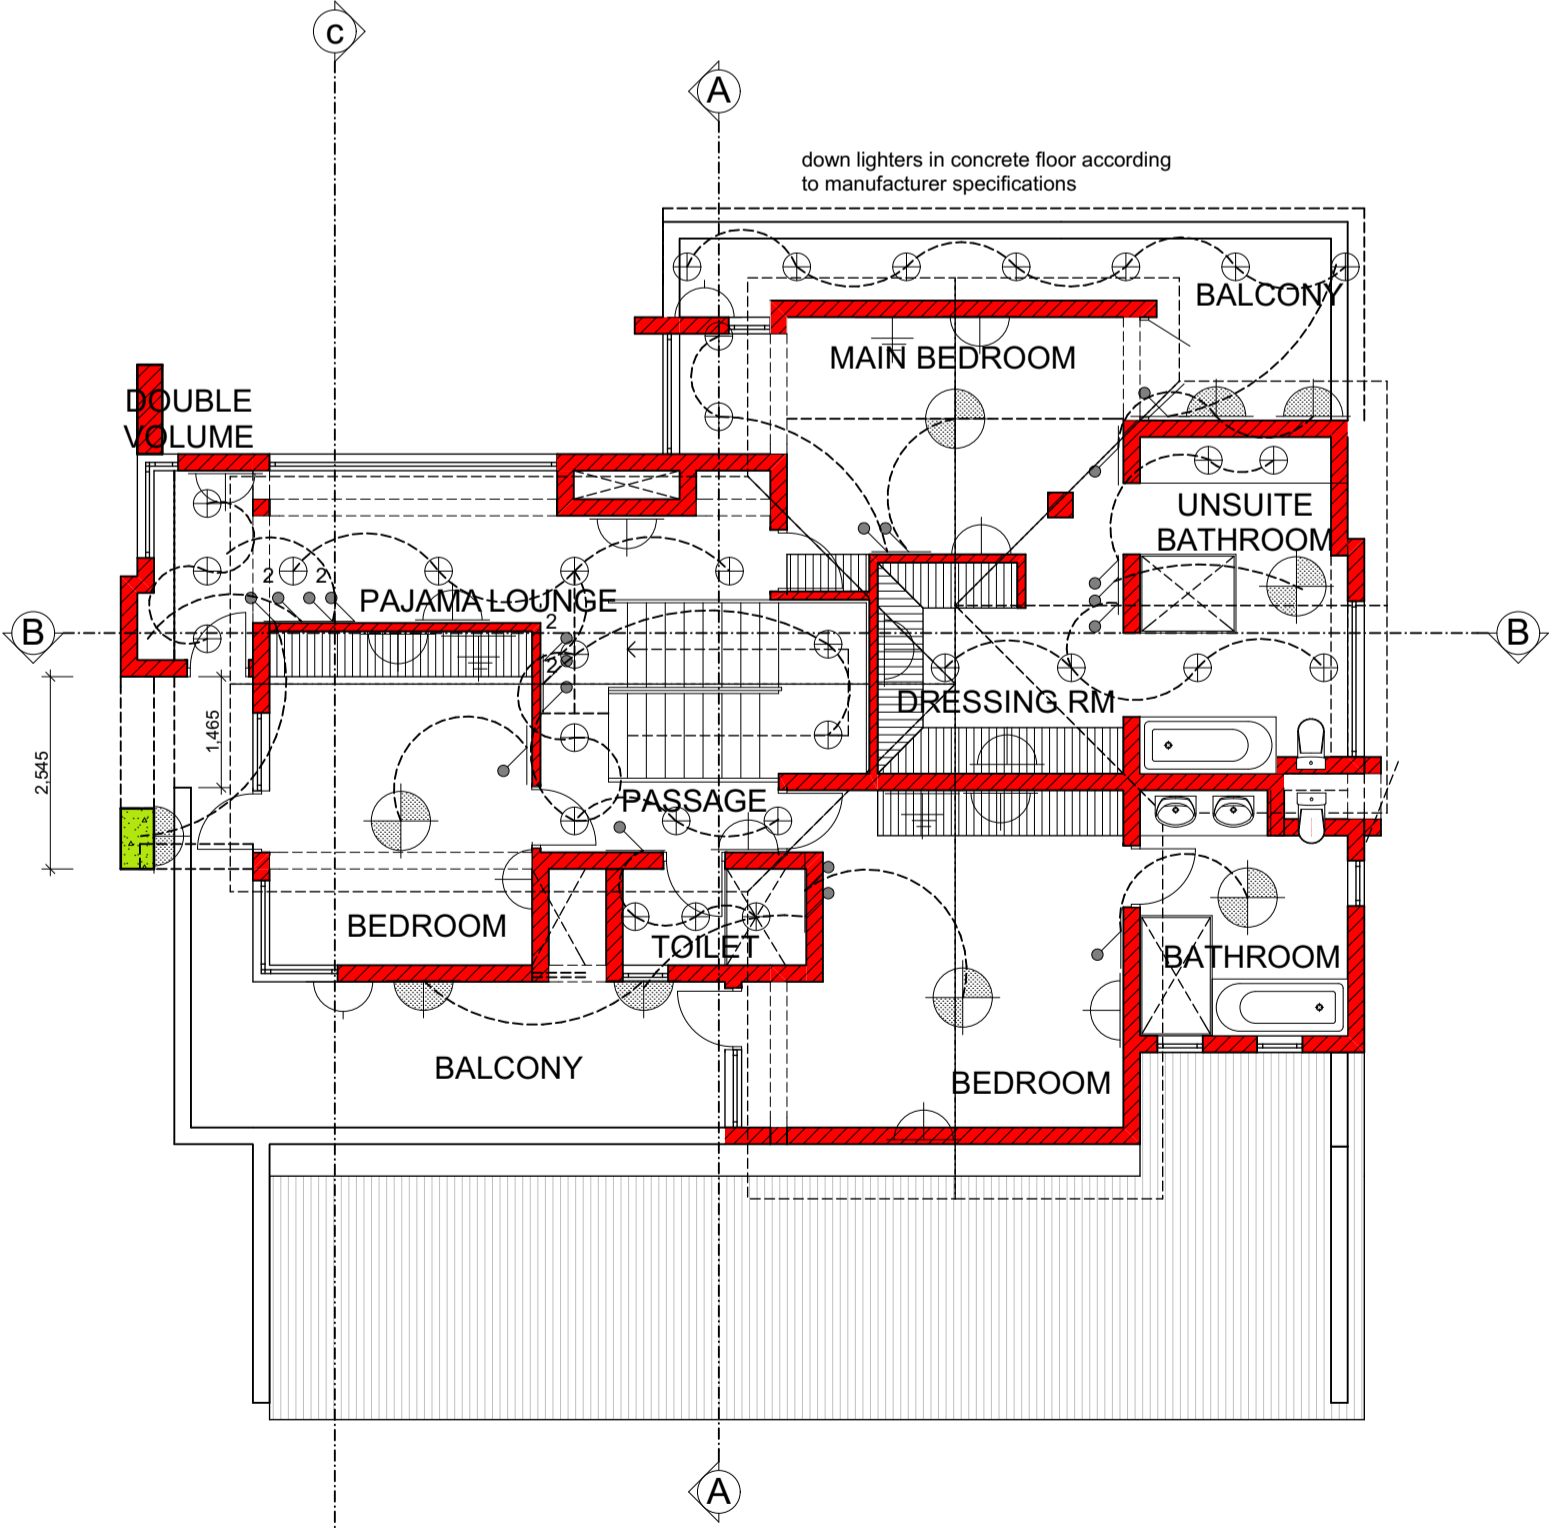 c
A
down lighters in concrete floor according
to manufacturer specifications
BALCONY
MAIN BEDROOM
DOUBLE
VOLUME
UNSUITE
BATHROOM
2
2
PAJAMA LOUNGE
2
B
B
2
DRESSING RM
1,465
2,545
PASSAGE
BEDROOM
TOILET
BATHROOM
BALCONY
BEDROOM
A